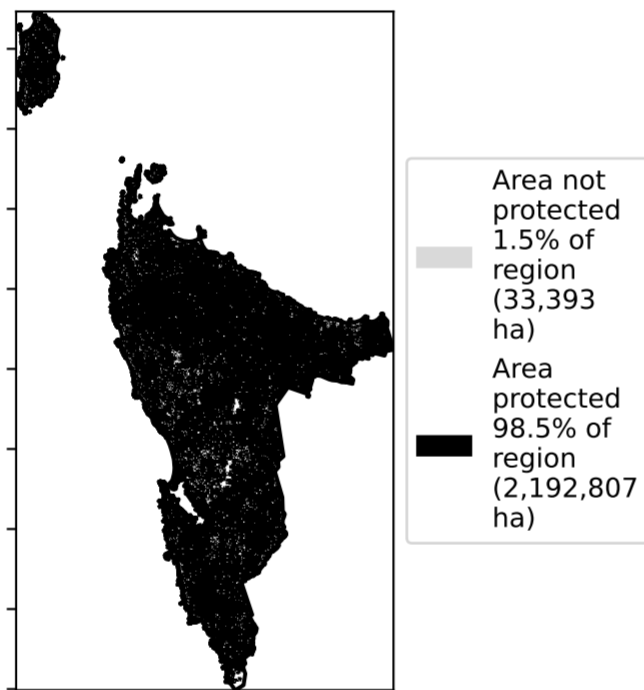 Area not
protected
1.5% of
region
(33,393
ha)
Area
protected
98.5% of
region
(2,192,807
ha)